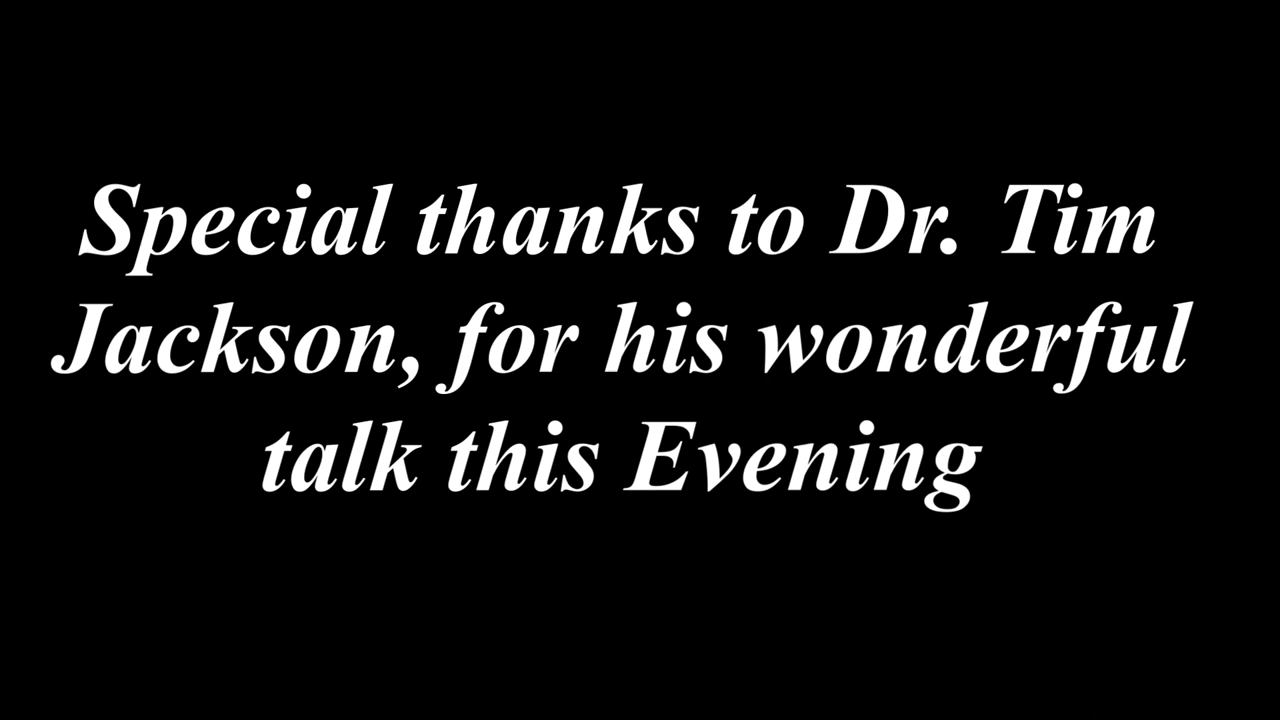 Special thanks to Dr. Tim
Jackson, for his wonderful
talk this Evening